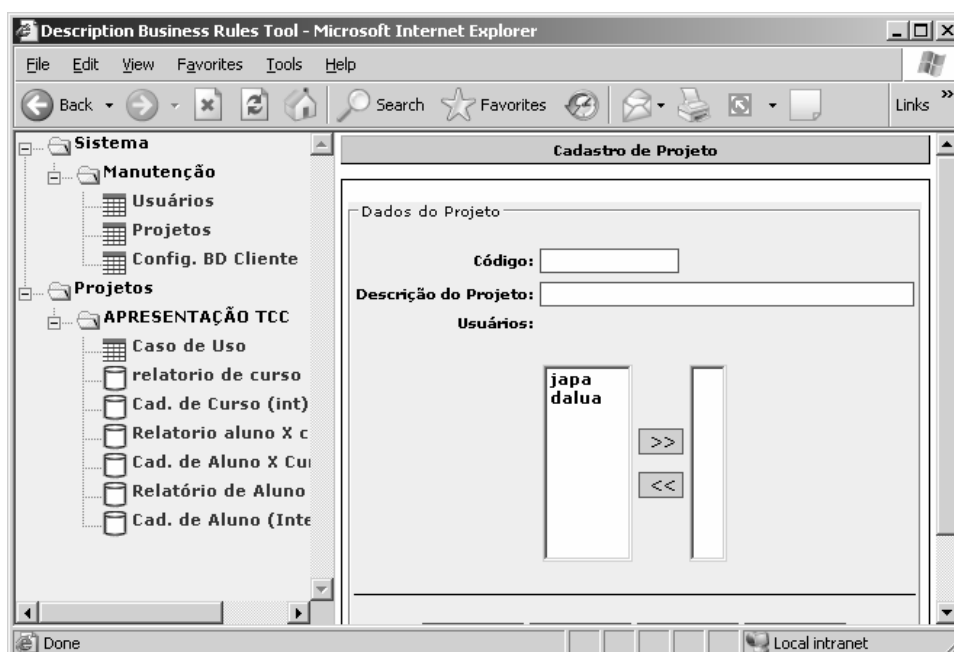 Description Business Rules Tool - Microsoft Internet Explorer
File Edit View Favorites Tools Help
Back Search Favorites Links »
Sistema
Manutenção
Usuários
Projetos
Config. BD Cliente
Projetos
APRESENTAÇÃO TCC
Caso de Uso
relatorio de curso
Cad. de Curso (int)
Relatorio aluno X c
Cad. de Aluno X Cu
Relatório de Aluno
Cad. de Aluno (Inte
Cadastro de Projeto
Dados do Projeto
Código:
Descrição do Projeto:
Usuários:
japa
dalua
>>
<<
Done Local intranet